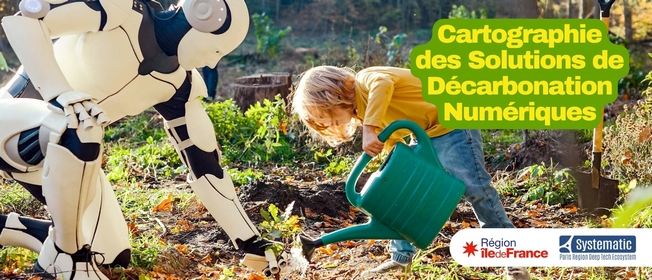 Cartographie
des Solutions de
Décarbonation
Numériques
Région
îledeFrance
Systematic
Paris Region Deep Tech Ecosystem